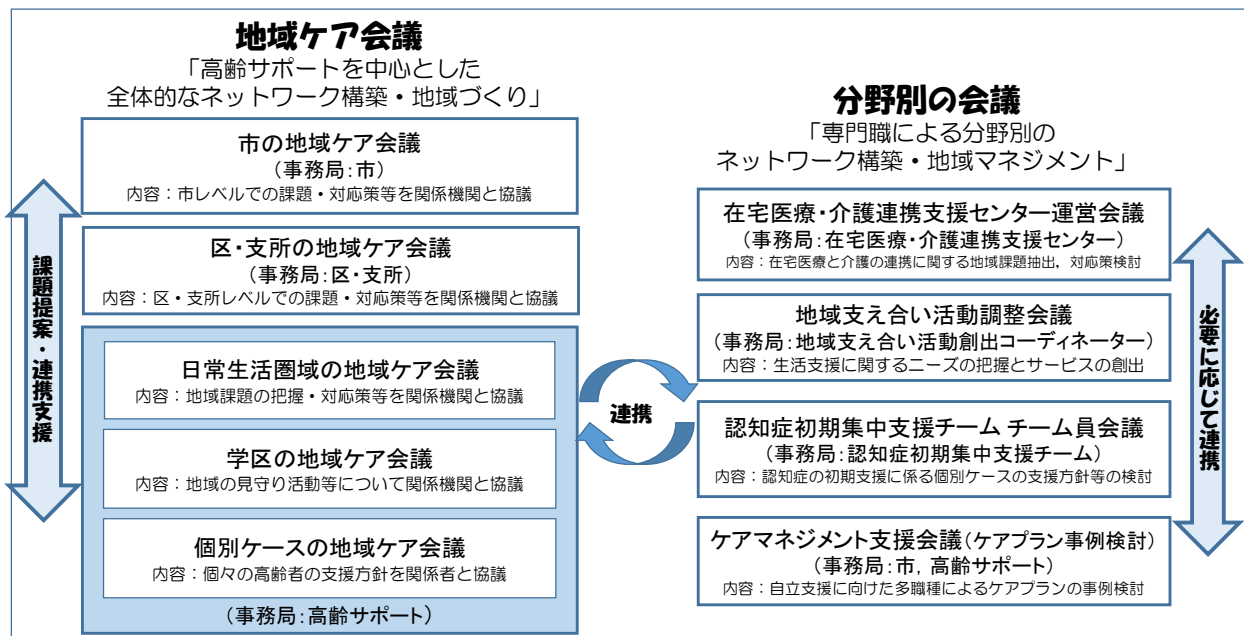 地域ケア会議
「高齢サポートを中心とした
全体的なネットワーク構築・地域づくり」
市の地域ケア会議
(事務局:市)
内容：市レベルでの課題・対応策等を関係機関と協議
区・支所の地域ケア会議
(事務局:区・支所)
内容：区・支所レベルでの課題・対応策等を関係機関と協議
日常生活圏域の地域ケア会議
内容：地域課題の把握・対応策等を関係機関と協議
学区の地域ケア会議
内容：地域の見守り活動等について関係機関と協議
個別ケースの地域ケア会議
内容：個々の高齢者の支援方針を関係者と協議
(事務局:高齢サポート)
課題提案・連携支援
連携
分野別の会議
「専門職による分野別の
ネットワーク構築・地域マネジメント」
在宅医療・介護連携支援センター運営会議
(事務局:在宅医療・介護連携支援センター)
内容：在宅医療と介護の連携に関する地域課題抽出，対応策検討
地域支え合い活動調整会議
(事務局:地域支え合い活動創出コーディネーター)
内容：生活支援に関するニーズの把握とサービスの創出
認知症初期集中支援チーム チーム員会議
(事務局:認知症初期集中支援チーム)
内容：認知症の初期支援に係る個別ケースの支援方針等の検討
ケアマネジメント支援会議(ケアプラン事例検討)
(事務局:市，高齢サポート)
内容：自立支援に向けた多職種によるケアプランの事例検討
必要に応じて連携